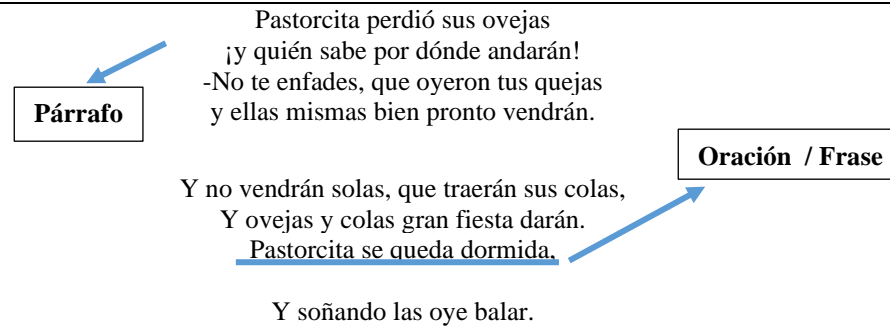 Pastorcita perdió sus ovejas
¡y quién sabe por dónde andarán!
-No te enfades, que oyeron tus quejas
y ellas mismas bien pronto vendrán.
Párrafo
Oración / Frase
Y no vendrán solas, que traerán sus colas,
Y ovejas y colas gran fiesta darán.
Pastorcita se queda dormida,
Y soñando las oye balar.